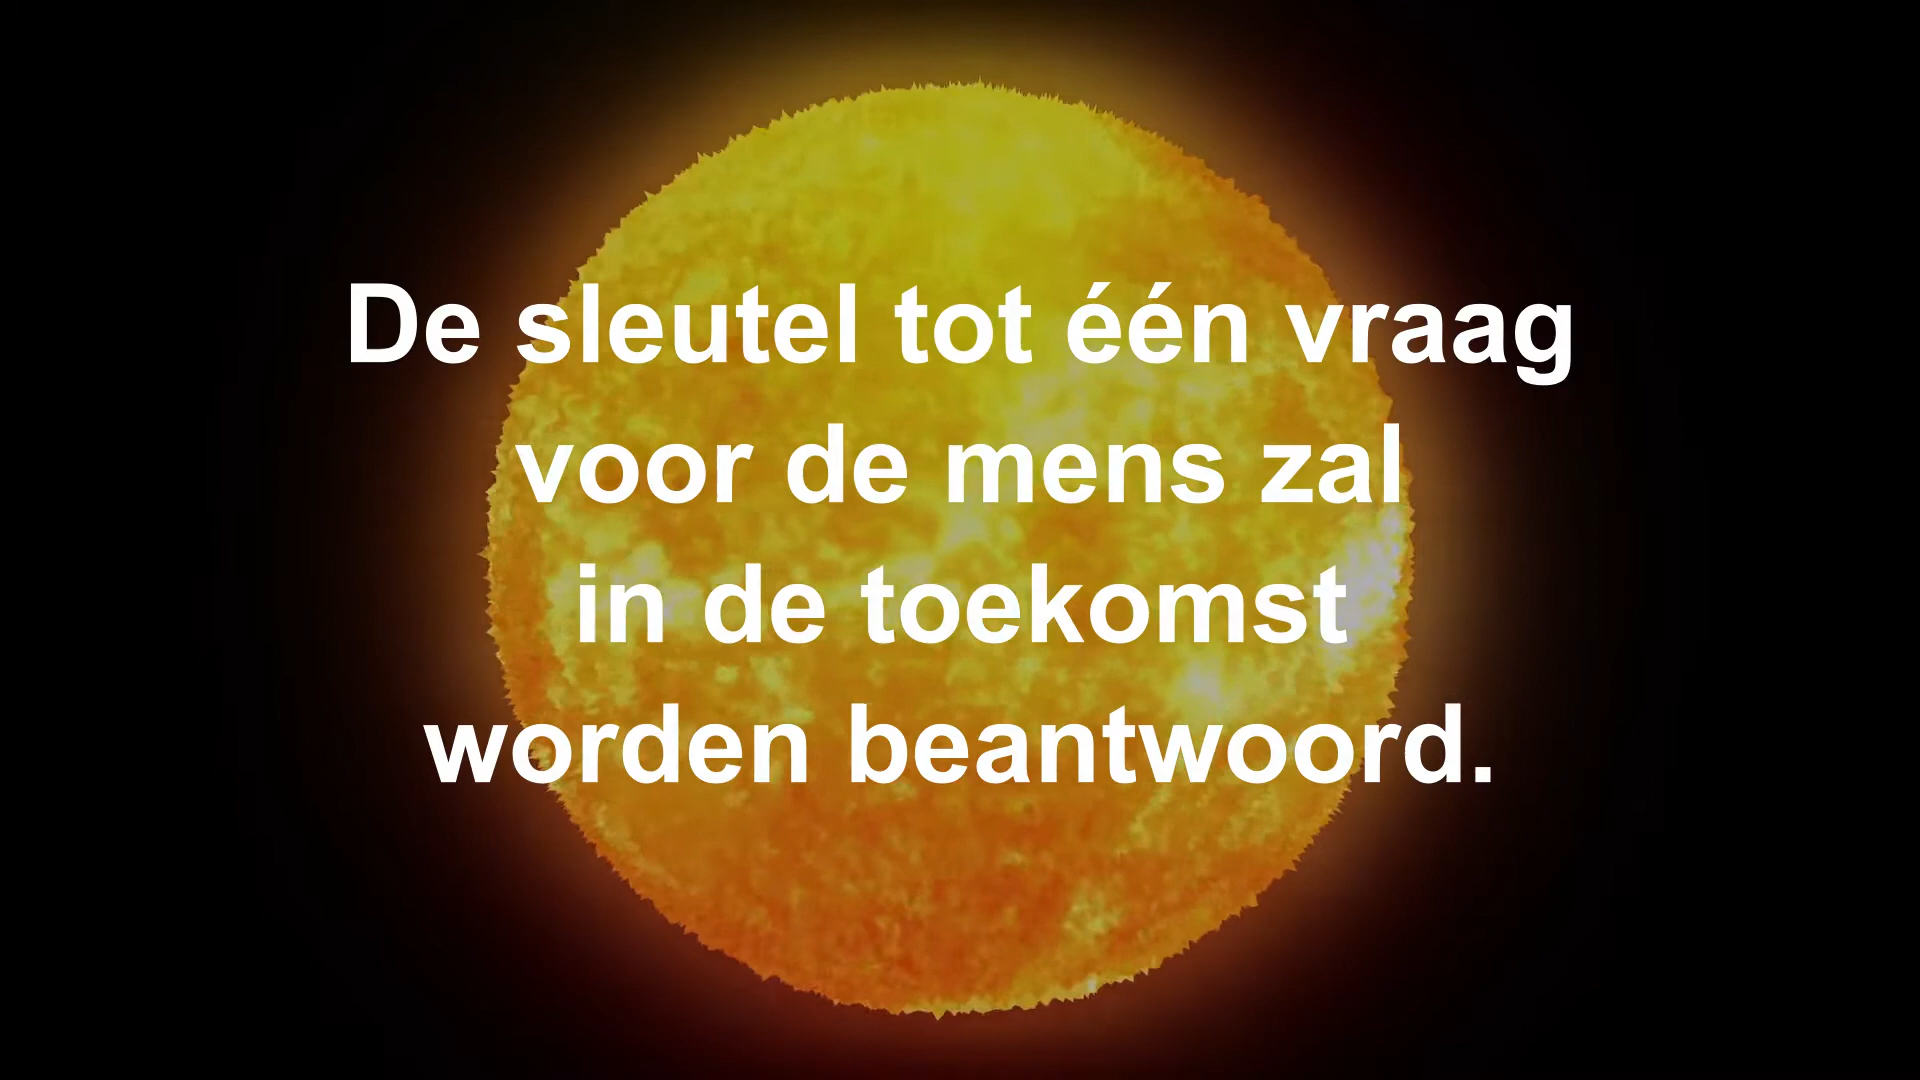 De sleutel tot één vraag
voor de mens zal
in de toekomst
worden beantwoord.